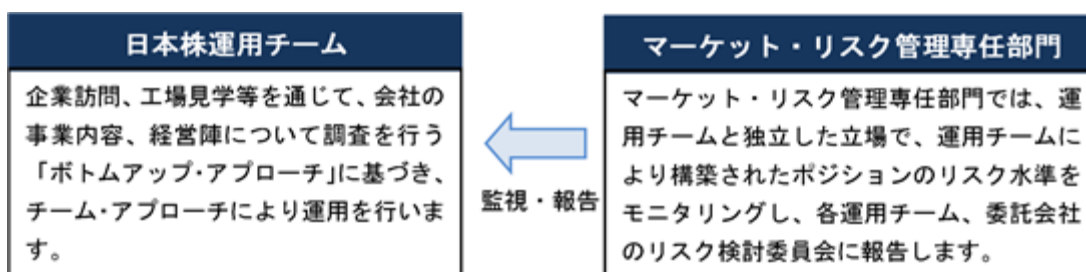 日本株運用チーム
企業訪問、工場見学等を通じて、会社の
事業内容、経営陣について調査を行う
「ボトムアップ・アプローチ」に基づき、
チーム・アプローチにより運用を行いま
す。
監視・報告
マーケット・リスク管理専任部門
マーケット・リスク管理専任部門では、運
用チームと独立した立場で、運用チームに
より構築されたポジションのリスク水準を
モニタリングし、各運用チーム、委託会社
のリスク検討委員会に報告します。